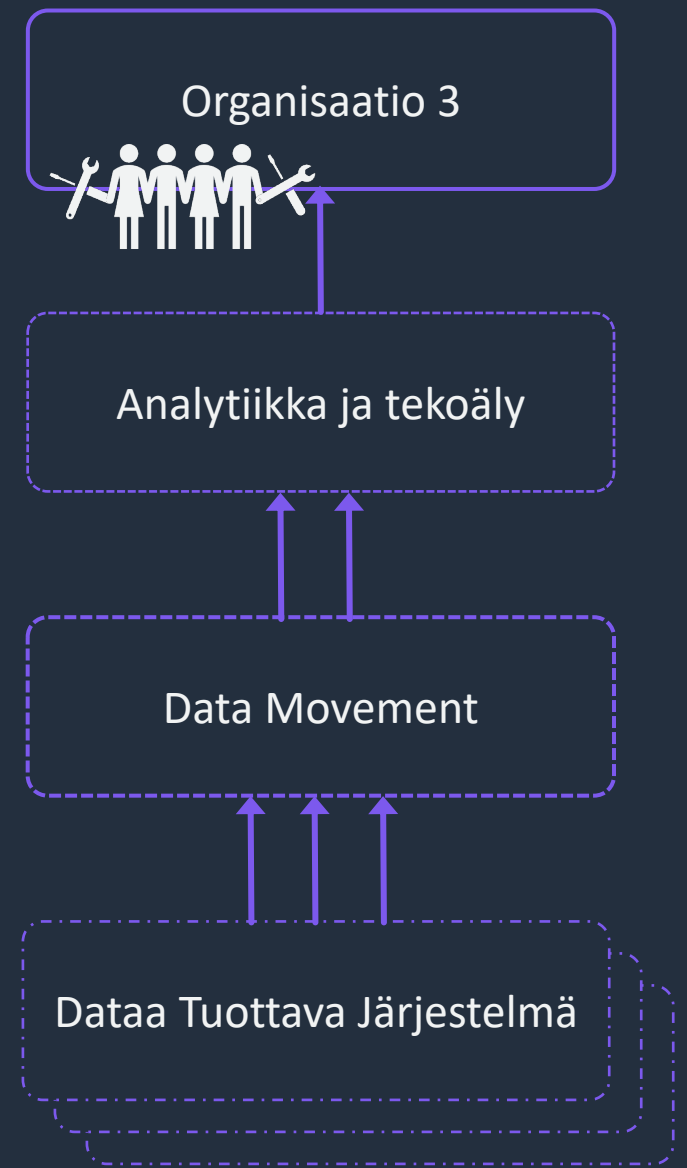 Organisaatio 3
Analytiikka ja tekoäly
Data Movement
Dataa Tuottava Järjestelmä